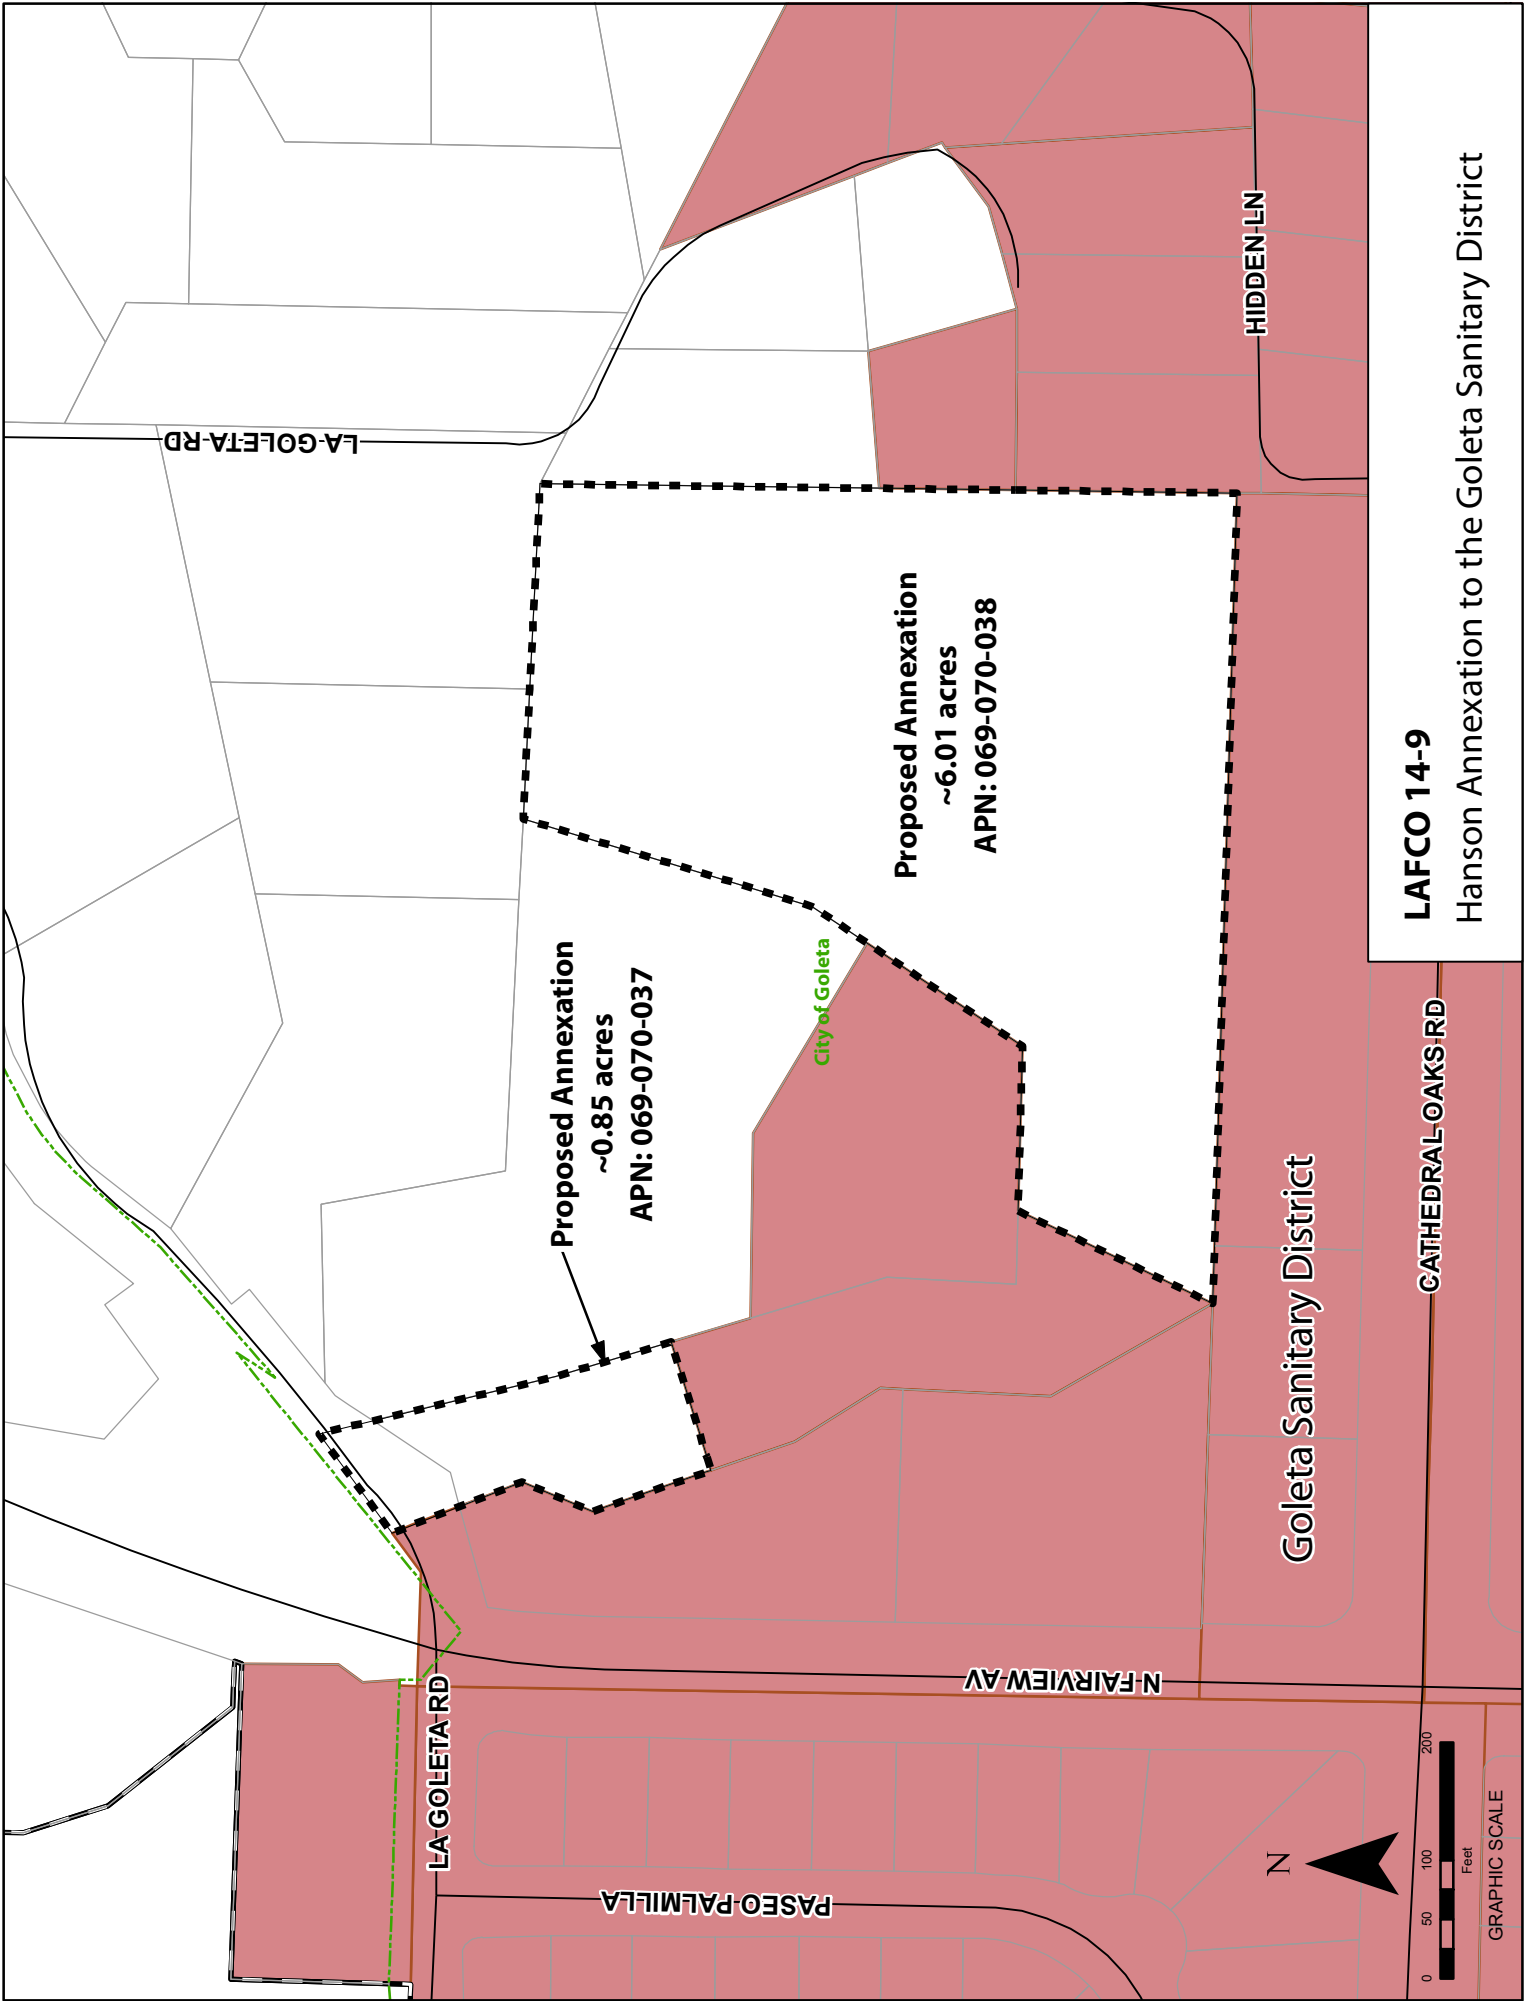 LA GOLETA RD
HIDDEN LN
Proposed Annexation
~6.01 acres
APN: 069-070-038
Proposed Annexation
~0.85 acres
APN: 069-070-037
City of Goleta
Goleta Sanitary District
CATHEDRAL OAKS RD
LA GOLETA RD
N FAIRVIEW AV
PASEO PALMILLA
N
0 50 100 200
Feet
GRAPHIC SCALE
LAFCO 14-9
Hanson Annexation to the Goleta Sanitary District